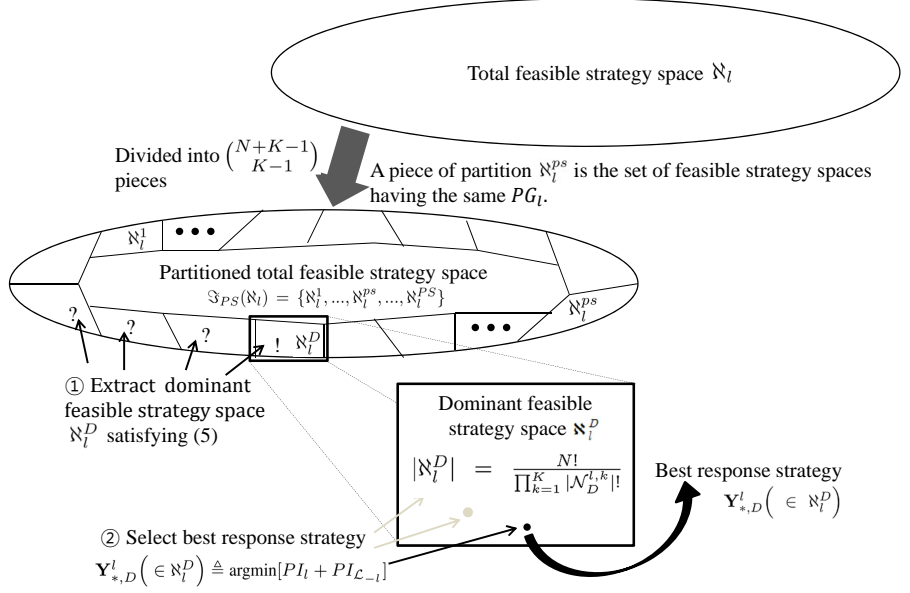 Total feasible strategy space ℵ_l
Divided into (N+K−1 K−1)
pieces
A piece of partition ℵ_l^{ps} is the set of feasible strategy spaces
having the same PG_l.
ℵ_l^1 •••
Partitioned total feasible strategy space
ℑ_{PS}(ℵ_l) = {ℵ_l^1, ..., ℵ_l^{ps}, ..., ℵ_l^{PS}}
ℵ_l^{ps}
? ? ? ! ℵ_l^D •••
① Extract dominant
feasible strategy space
ℵ_l^D satisfying (5)
Dominant feasible
strategy space ℵ_l^D
|ℵ_l^D| = N! / ∏_{k=1}^{K} |𝒩_D^{l,k}|!
Best response strategy
Y_{*,D}^l ( ∈ ℵ_l^D)
② Select best response strategy
Y_{*,D}^l ( ∈ ℵ_l^D) ≜ argmin[PI_l + PI_{ℒ_{−l}}]